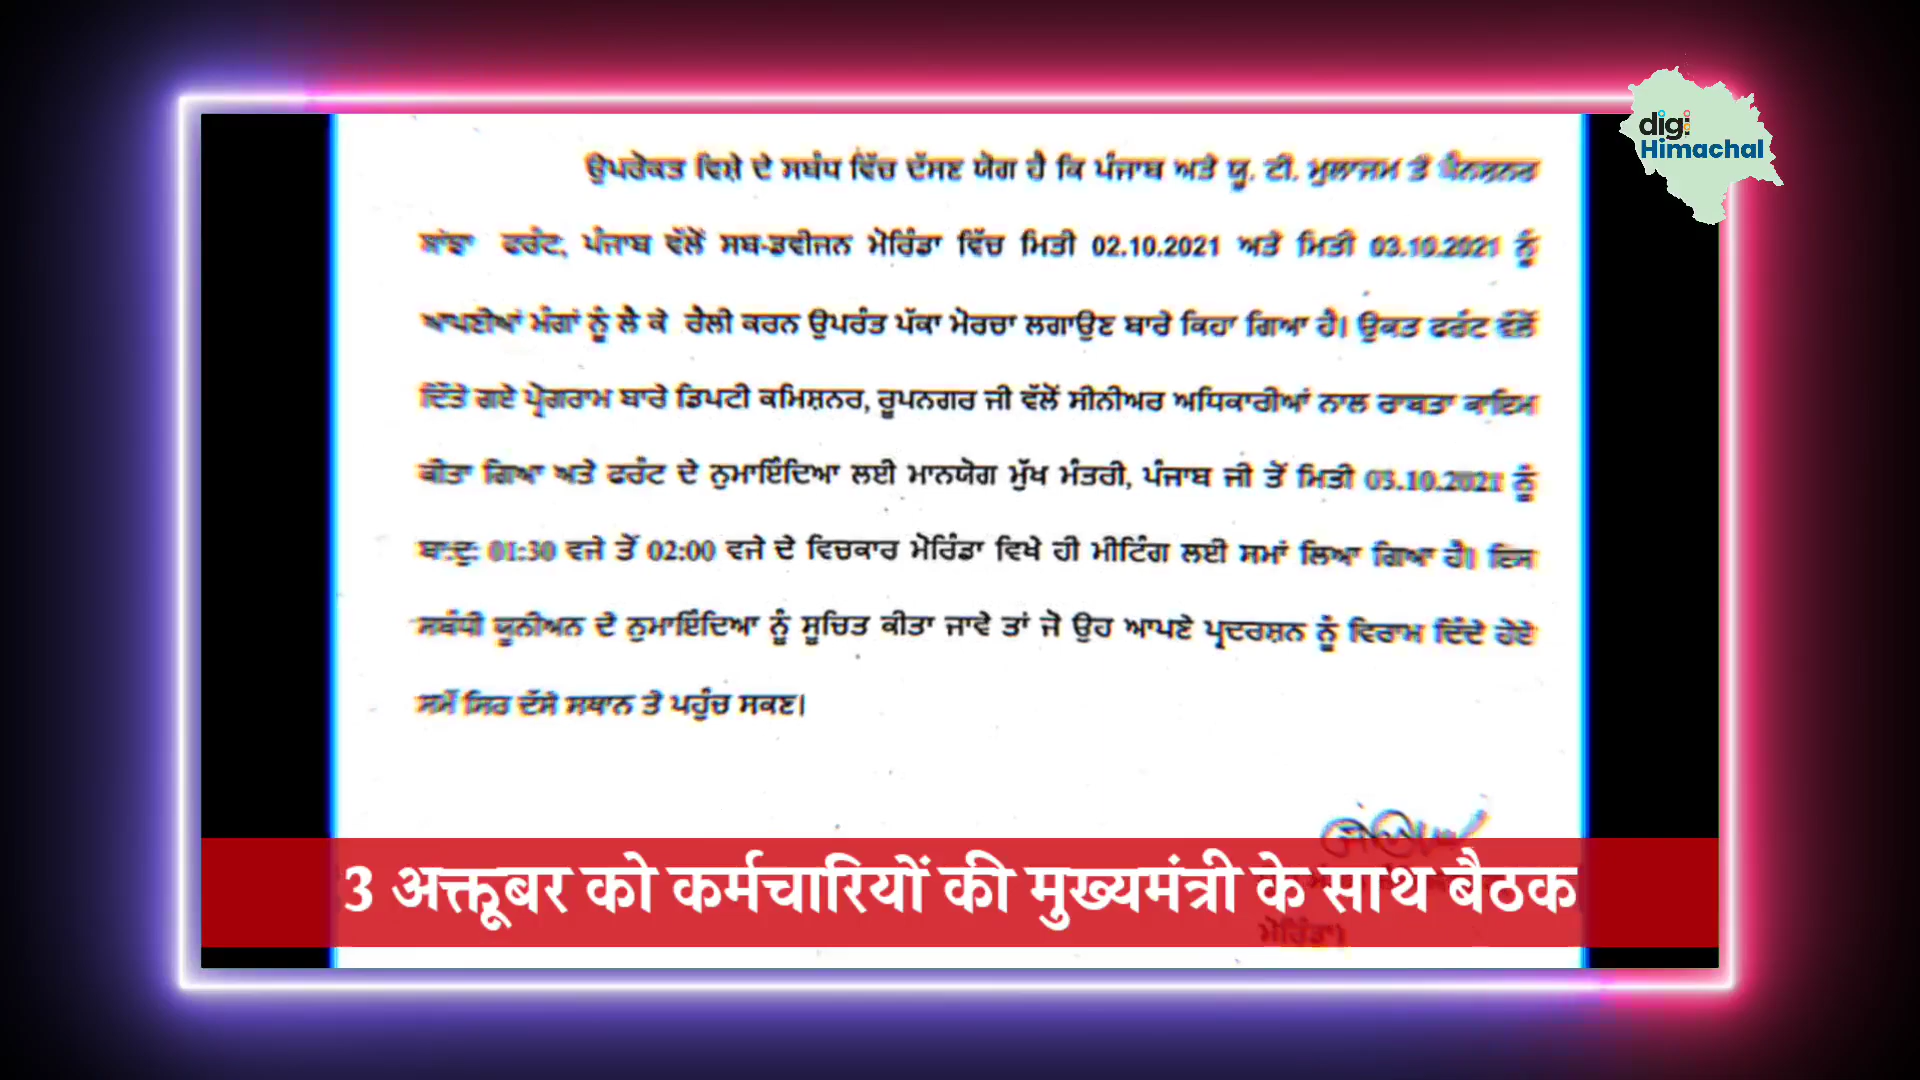 digi
Himachal
ਉਪਰੋਕਤ ਵਿਸ਼ੇ ਦੇ ਸਬੰਧ ਵਿੱਚ ਦੱਸਣ ਯੋਗ ਹੈ ਕਿ ਪੰਜਾਬ ਅਤੇ ਯੂ. ਟੀ. ਮੁਲਾਜਮ ਤੇ ਪੈਨਸ਼ਨਰ
ਸਾਂਝਾ ਫਰੰਟ, ਪੰਜਾਬ ਵੱਲੋਂ ਸਬ-ਡਵੀਜਨ ਮੋਰਿੰਡਾ ਵਿੱਚ ਮਿਤੀ 02.10.2021 ਅਤੇ ਮਿਤੀ 03.10.2021 ਨੂੰ
ਆਪਣੀਆਂ ਮੰਗਾਂ ਨੂੰ ਲੈ ਕੇ ਰੈਲੀ ਕਰਨ ਉਪਰੰਤ ਪੱਕਾ ਮੋਰਚਾ ਲਗਾਉਣ ਬਾਰੇ ਕਿਹਾ ਗਿਆ ਹੈ। ਉਕਤ ਫਰੰਟ ਵੱਲੋਂ
ਦਿੱਤੇ ਗਏ ਪ੍ਰੋਗਰਾਮ ਬਾਰੇ ਡਿਪਟੀ ਕਮਿਸ਼ਨਰ, ਰੂਪਨਗਰ ਜੀ ਵੱਲੋਂ ਸੀਨੀਅਰ ਅਧਿਕਾਰੀਆਂ ਨਾਲ ਰਾਬਤਾ ਕਾਇਮ
ਕੀਤਾ ਗਿਆ ਅਤੇ ਫਰੰਟ ਦੇ ਨੁਮਾਇੰਦਿਆ ਲਈ ਮਾਨਯੋਗ ਮੁੱਖ ਮੰਤਰੀ, ਪੰਜਾਬ ਜੀ ਤੋਂ ਮਿਤੀ 03.10.2021 ਨੂੰ
ਬਾ:ਦੁ: 01:30 ਵਜੇ ਤੋਂ 02:00 ਵਜੇ ਦੇ ਵਿਚਕਾਰ ਮੋਰਿੰਡਾ ਵਿਖੇ ਹੀ ਮੀਟਿੰਗ ਲਈ ਸਮਾਂ ਲਿਆ ਗਿਆ ਹੈ। ਇਸ
ਸਬੰਧੀ ਯੂਨੀਅਨ ਦੇ ਨੁਮਾਇੰਦਿਆ ਨੂੰ ਸੂਚਿਤ ਕੀਤਾ ਜਾਵੇ ਤਾਂ ਜੋ ਉਹ ਆਪਣੇ ਪ੍ਰਦਰਸ਼ਨ ਨੂੰ ਵਿਰਾਮ ਦਿੰਦੇ ਹੋਏ
ਸਮੇਂ ਸਿਰ ਦੱਸੇ ਸਥਾਨ ਤੇ ਪਹੁੰਚ ਸਕਣ।
3 अक्तूबर को कर्मचारियों की मुख्यमंत्री के साथ बैठक
ਮੋਰਿੰਡਾ।